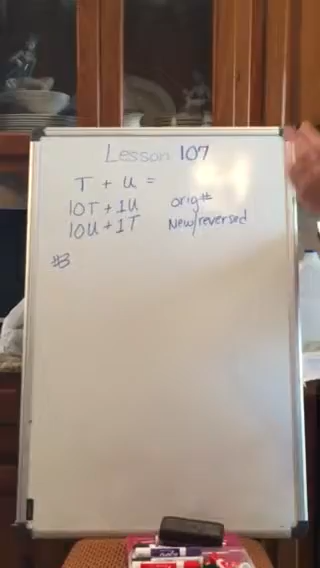 Lesson 107
T + U =
10T + 1U orig #
10U + 1T New/reversed
#3